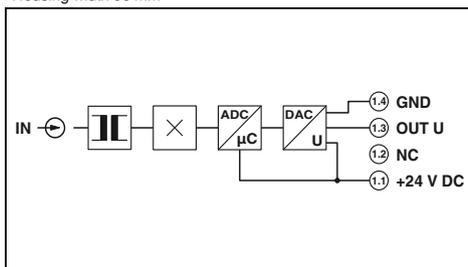 IN
ADC
µC
DAC
U
1.4 GND
1.3 OUT U
1.2 NC
1.1 +24 V DC